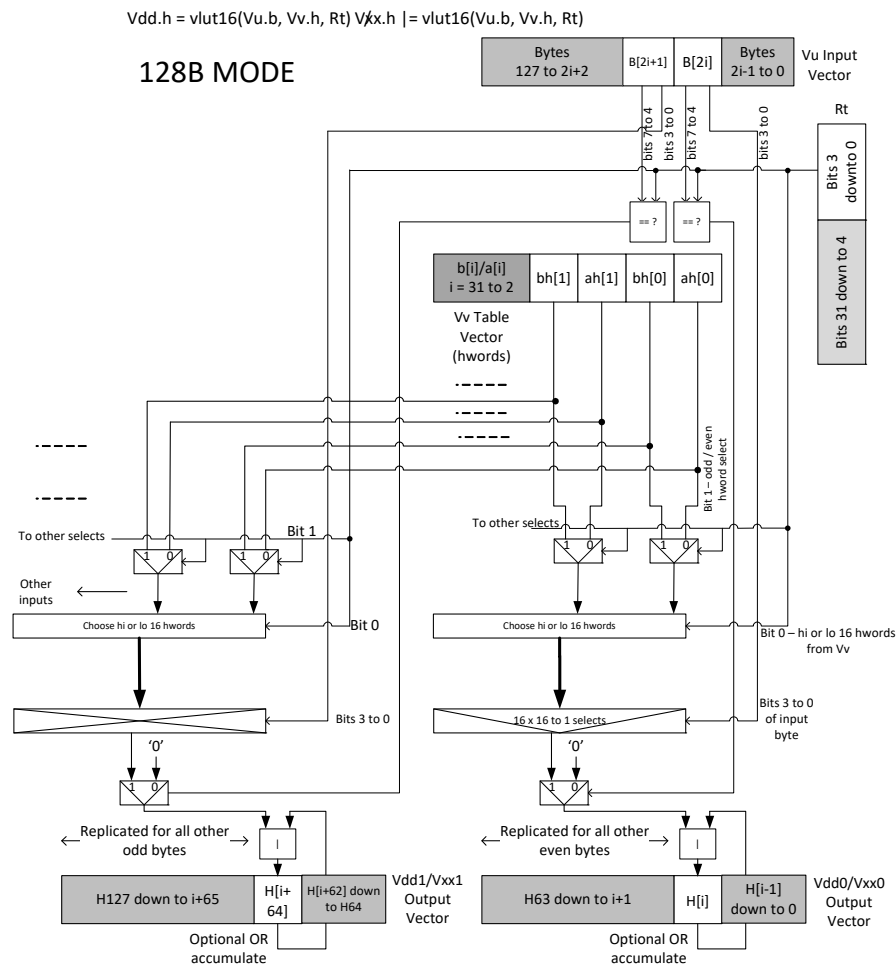 Vdd.h = vlut16(Vu.b, Vv.h, Rt) Vxx.h |= vlut16(Vu.b, Vv.h, Rt)
128B MODE
Bytes
127 to 2i+2
B[2i+1]
B[2i]
Bytes
2i-1 to 0
Vu Input
Vector
Rt
bits 7 to 4
bits 3 to 0
bits 7 to 4
bits 3 to 0
Bits 3
downto 0
Bits 31 down to 4
== ?
== ?
b[i]/a[i]
i = 31 to 2
bh[1]
ah[1]
bh[0]
ah[0]
Vv Table
Vector
(hwords)
Bit 1 – odd / even
hword select
To other selects
Bit 1
To other selects
1 0
1 0
1 0
1 0
Other
inputs
Choose hi or lo 16 hwords
Bit 0
Choose hi or lo 16 hwords
Bit 0 – hi or lo 16 hwords
from Vv
Bits 3 to 0
16 x 16 to 1 selects
Bits 3 to 0
of input
byte
‘0’
‘0’
1 0
1 0
Replicated for all other
odd bytes
|
Replicated for all other
even bytes
|
H127 down to i+65
H[i+
64]
H[i+62] down
to H64
Vdd1/Vxx1
Output
Vector
H63 down to i+1
H[i]
H[i-1]
down to 0
Vdd0/Vxx0
Output
Vector
Optional OR
accumulate
Optional OR
accumulate